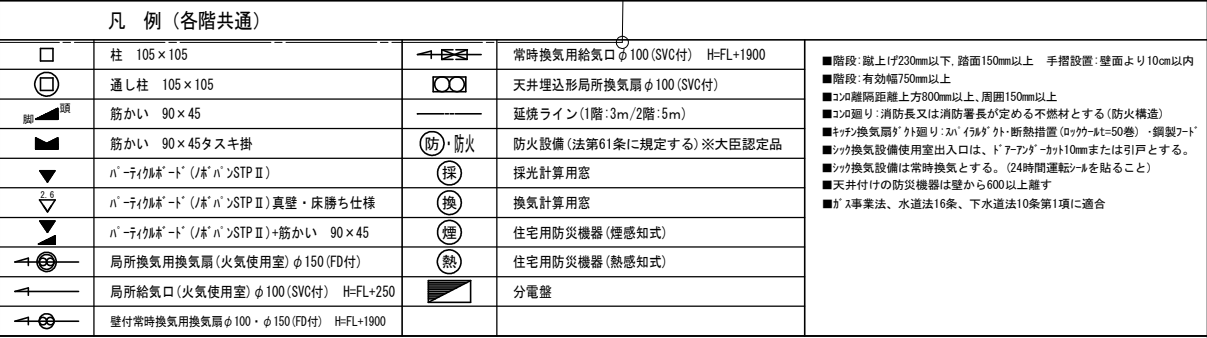 凡 例 (各階共通)
柱 105×105
通し柱 105×105
脚 頭 筋かい 90×45
筋かい 90×45タスキ掛
ﾊﾟｰﾃｨｸﾙﾎﾞｰﾄﾞ(ﾉﾎﾞﾊﾟﾝSTPⅡ)
2.6 ﾊﾟｰﾃｨｸﾙﾎﾞｰﾄﾞ(ﾉﾎﾞﾊﾟﾝSTPⅡ)真壁・床勝ち仕様
ﾊﾟｰﾃｨｸﾙﾎﾞｰﾄﾞ(ﾉﾎﾞﾊﾟﾝSTPⅡ)+筋かい 90×45
局所換気用換気扇(火気使用室)φ150(FD付)
局所給気口(火気使用室)φ100(SVC付) H=FL+250
壁付常時換気用換気扇φ100・φ150(FD付) H=FL+1900
常時換気用給気口φ100(SVC付) H=FL+1900
天井埋込形局所換気扇φ100(SVC付)
延焼ライン(1階:3m/2階:5m)
防・防火 防火設備(法第61条に規定する)※大臣認定品
採 採光計算用窓
換 換気計算用窓
煙 住宅用防災機器(煙感知式)
熱 住宅用防災機器(熱感知式)
分電盤
■階段:蹴上げ230mm以下,踏面150mm以上 手摺設置:壁面より10cm以内
■階段:有効幅750mm以上
■ｺﾝﾛ離隔距離上方800mm以上、周囲150mm以上
■ｺﾝﾛ廻り:消防長又は消防署長が定める不燃材とする(防火構造)
■ｷｯﾁﾝ換気扇ﾀﾞｸﾄ廻り:ｽﾊﾟｲﾗﾙﾀﾞｸﾄ・断熱措置(ﾛｯｸｳｰﾙt=50巻)・鋼製ﾌｰﾄﾞ
■ｼｯｸ換気設備使用室出入口は、ﾄﾞｱｰｱﾝﾀﾞｰｶｯﾄ10mmまたは引戸とする。
■ｼｯｸ換気設備は常時換気とする。(24時間運転ｼｰﾙを貼ること)
■天井付けの防災機器は壁から600以上離す
■ｶﾞｽ事業法、水道法16条、下水道法10条第1項に適合